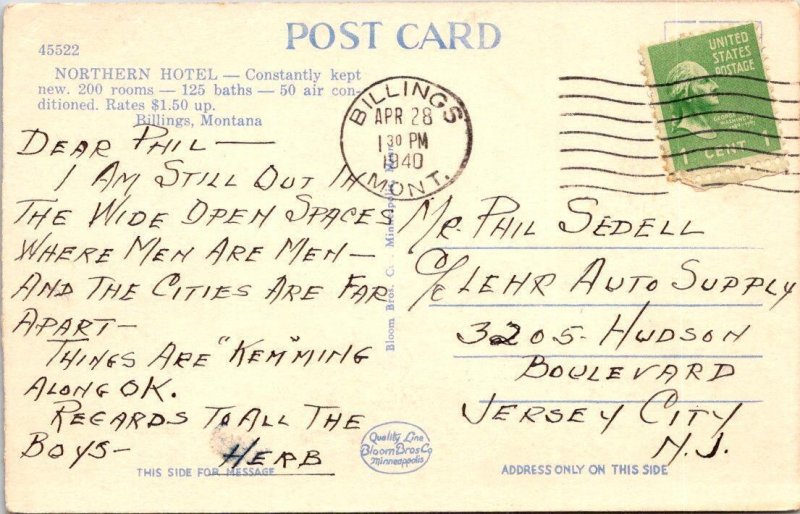 POST CARD
45522
NORTHERN HOTEL — Constantly kept
new. 200 rooms — 125 baths — 50 air con-
ditioned. Rates $1.50 up.
Billings, Montana
BILLINGS
APR 28
1 30 PM
1940
MONT.
UNITED
STATES
POSTAGE
GEORGE
WASHINGTON
1 CENT 1
DEAR PHIL —
I AM STILL OUT IN
THE WIDE OPEN SPACES
WHERE MEN ARE MEN —
AND THE CITIES ARE FAR
APART —
THINGS ARE "KEM"MING
ALONG OK.
REGARDS TO ALL THE
BOYS —
HERB
THIS SIDE FOR MESSAGE
Bloom Bros. C. Minneapolis
Quality Line
Bloom Bros Co
Minneapolis
MR. PHIL SEDELL
C/o LEHR AUTO SUPPLY
3205 - HUDSON
BOULEVARD
JERSEY CITY
N.J.
ADDRESS ONLY ON THIS SIDE